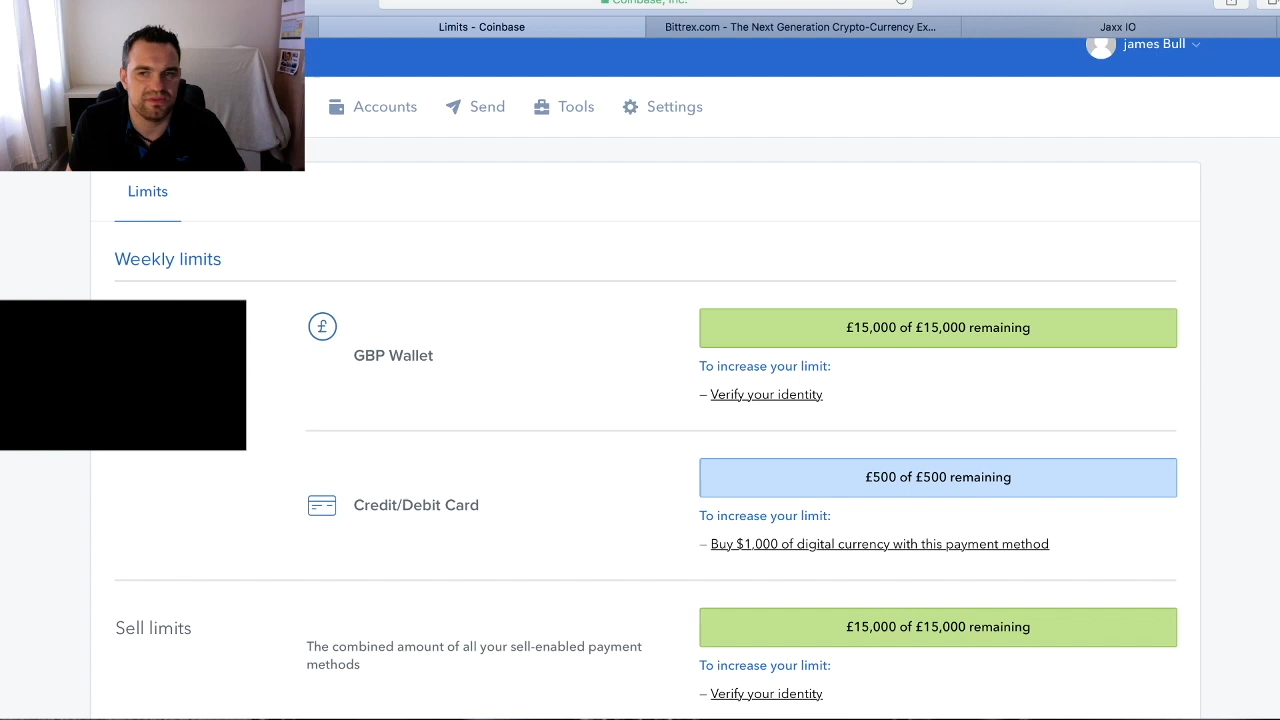 Coinbase, Inc.
Limits - Coinbase
Bittrex.com - The Next Generation Crypto-Currency Ex...
Jaxx IO
james Bull
Accounts
Send
Tools
Settings
Limits
Weekly limits
£
GBP Wallet
£15,000 of £15,000 remaining
To increase your limit:
– Verify your identity
Credit/Debit Card
£500 of £500 remaining
To increase your limit:
– Buy $1,000 of digital currency with this payment method
Sell limits
The combined amount of all your sell-enabled payment
methods
£15,000 of £15,000 remaining
To increase your limit:
– Verify your identity